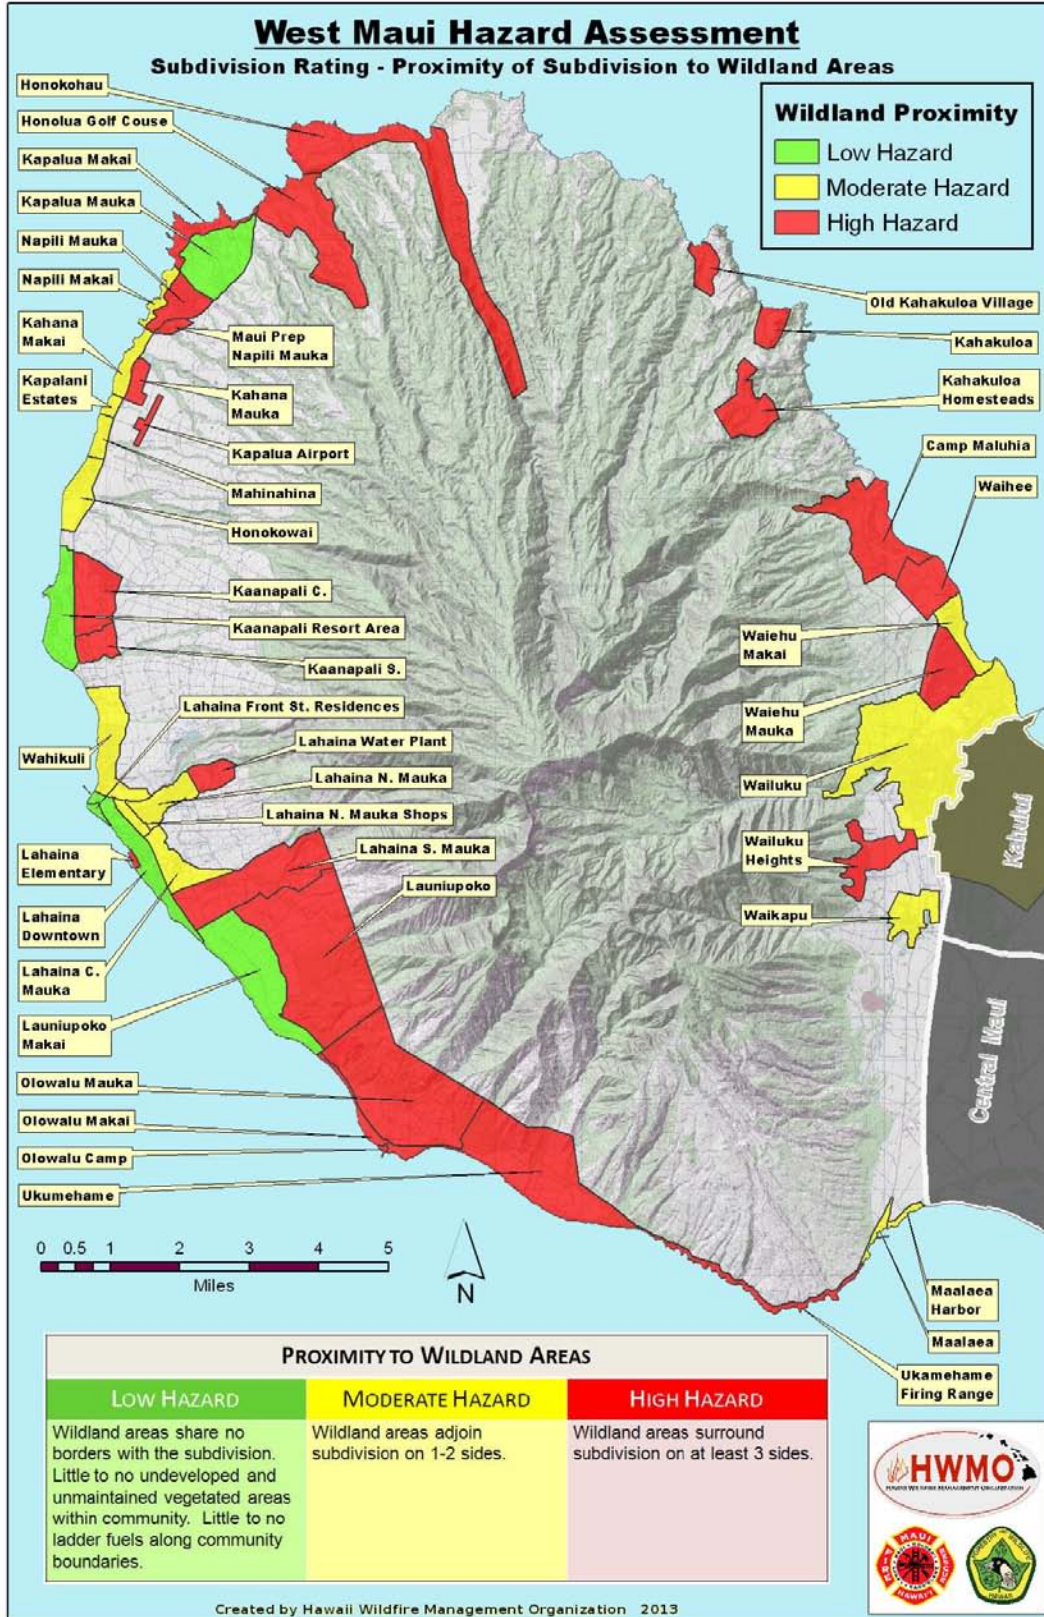 West Maui Hazard Assessment
Subdivision Rating - Proximity of Subdivision to Wildland Areas
Wildland Proximity
Low Hazard
Moderate Hazard
High Hazard
Honokohau
Honolua Golf Couse
Kapalua Makai
Kapalua Mauka
Napili Mauka
Napili Makai
Kahana
Makai
Kapalani
Estates
Maui Prep
Napili Mauka
Kahana
Mauka
Kapalua Airport
Mahinahina
Honokowai
Kaanapali C.
Kaanapali Resort Area
Kaanapali S.
Lahaina Front St. Residences
Wahikuli
Lahaina Water Plant
Lahaina N. Mauka
Lahaina N. Mauka Shops
Lahaina S. Mauka
Launiupoko
Lahaina
Elementary
Lahaina
Downtown
Lahaina C.
Mauka
Launiupoko
Makai
Olowalu Mauka
Olowalu Makai
Olowalu Camp
Ukumehame
Old Kahakuloa Village
Kahakuloa
Kahakuloa
Homesteads
Camp Maluhia
Waihee
Waiehu
Makai
Waiehu
Mauka
Wailuku
Wailuku
Heights
Waikapu
Kahului
Central Maui
Maalaea
Harbor
Maalaea
Ukamehame
Firing Range
0 0.5 1 2 3 4 5
Miles
N
PROXIMITY TO WILDLAND AREAS
LOW HAZARD
MODERATE HAZARD
HIGH HAZARD
Wildland areas share no
borders with the subdivision.
Little to no undeveloped and
unmaintained vegetated areas
within community. Little to no
ladder fuels along community
boundaries.
Wildland areas adjoin
subdivision on 1-2 sides.
Wildland areas surround
subdivision on at least 3 sides.
HWMO
HAWAII WILDFIRE MANAGEMENT ORGANIZATION
MAUI
FIRE
HAWAII
Created by Hawaii Wildfire Management Organization 2013